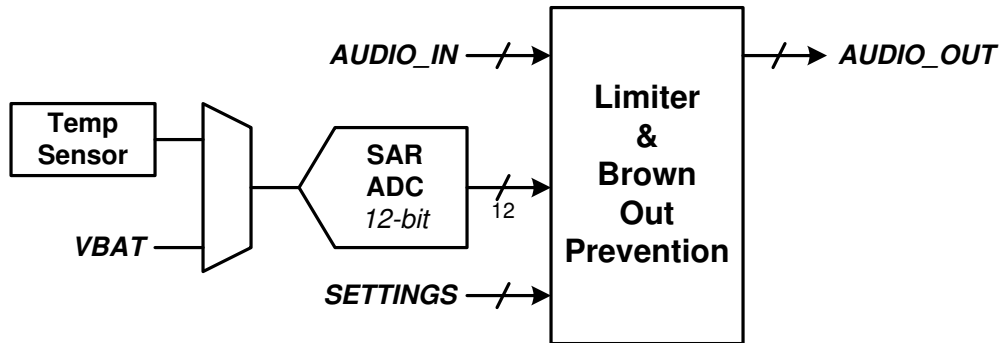 AUDIO_IN
AUDIO_OUT
Limiter
&
Brown
Out
Prevention
Temp
Sensor
SAR
ADC
12-bit
12
VBAT
SETTINGS